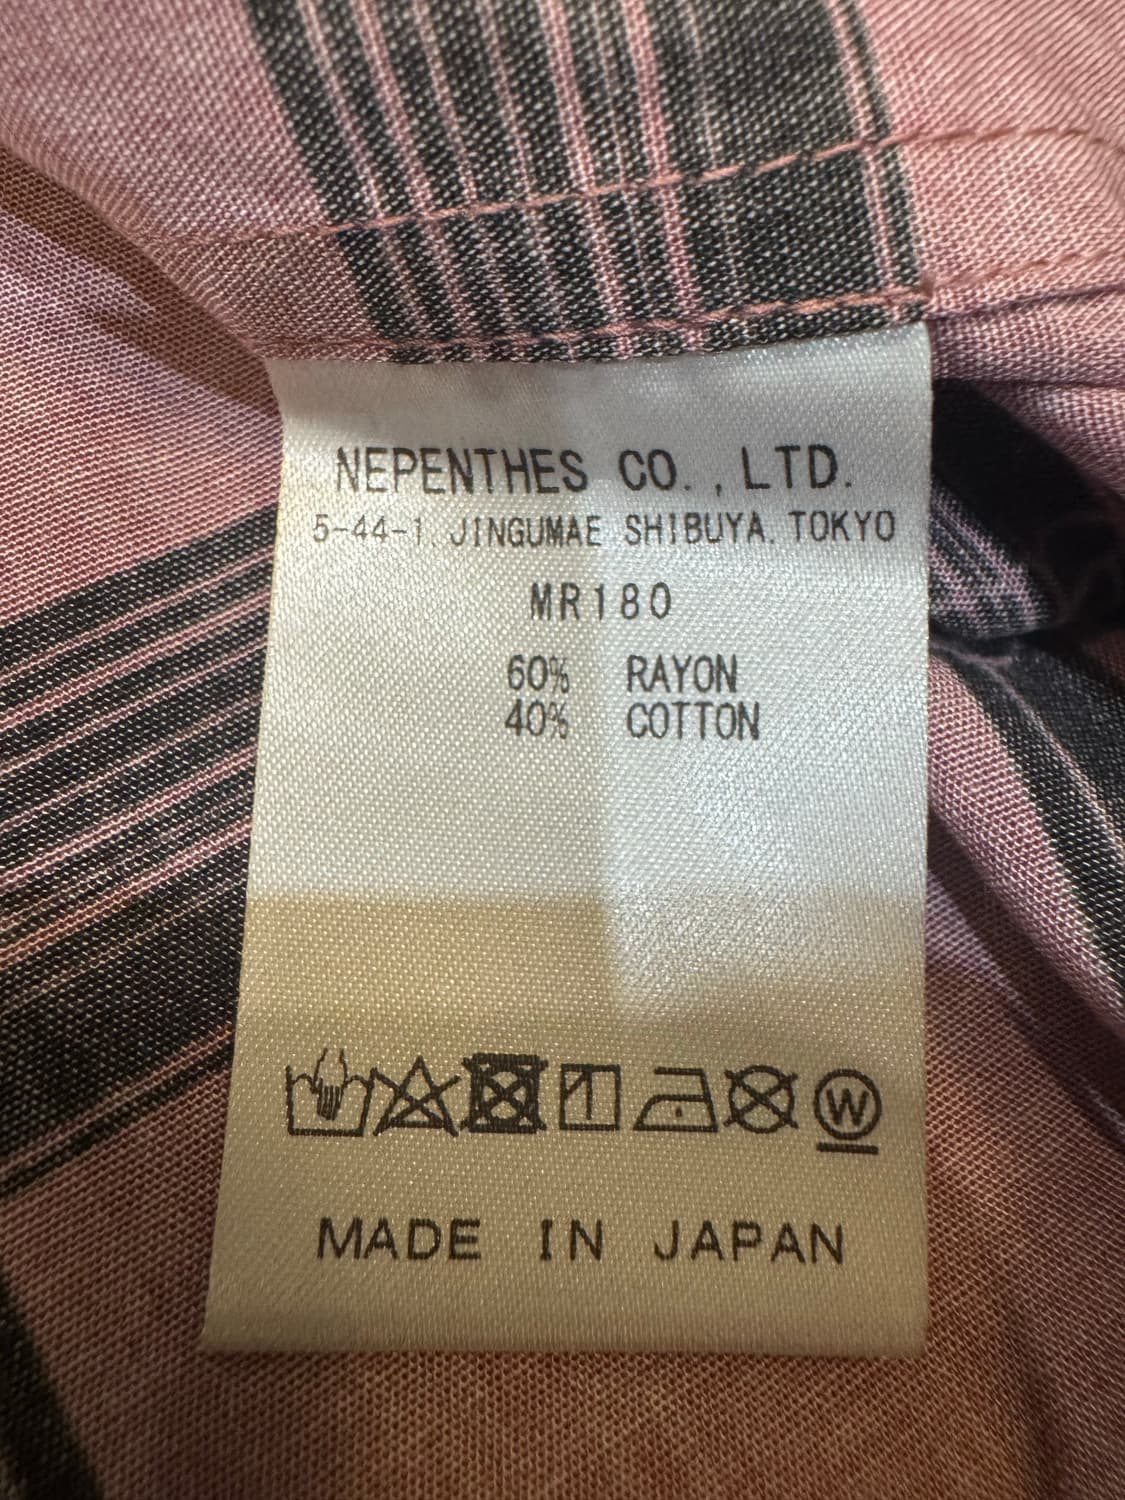 NEPENTHES CO., LTD.
5-44-1, JINGUMAE SHIBUYA, TOKYO
MR180
60% RAYON
40% COTTON
W
MADE IN JAPAN